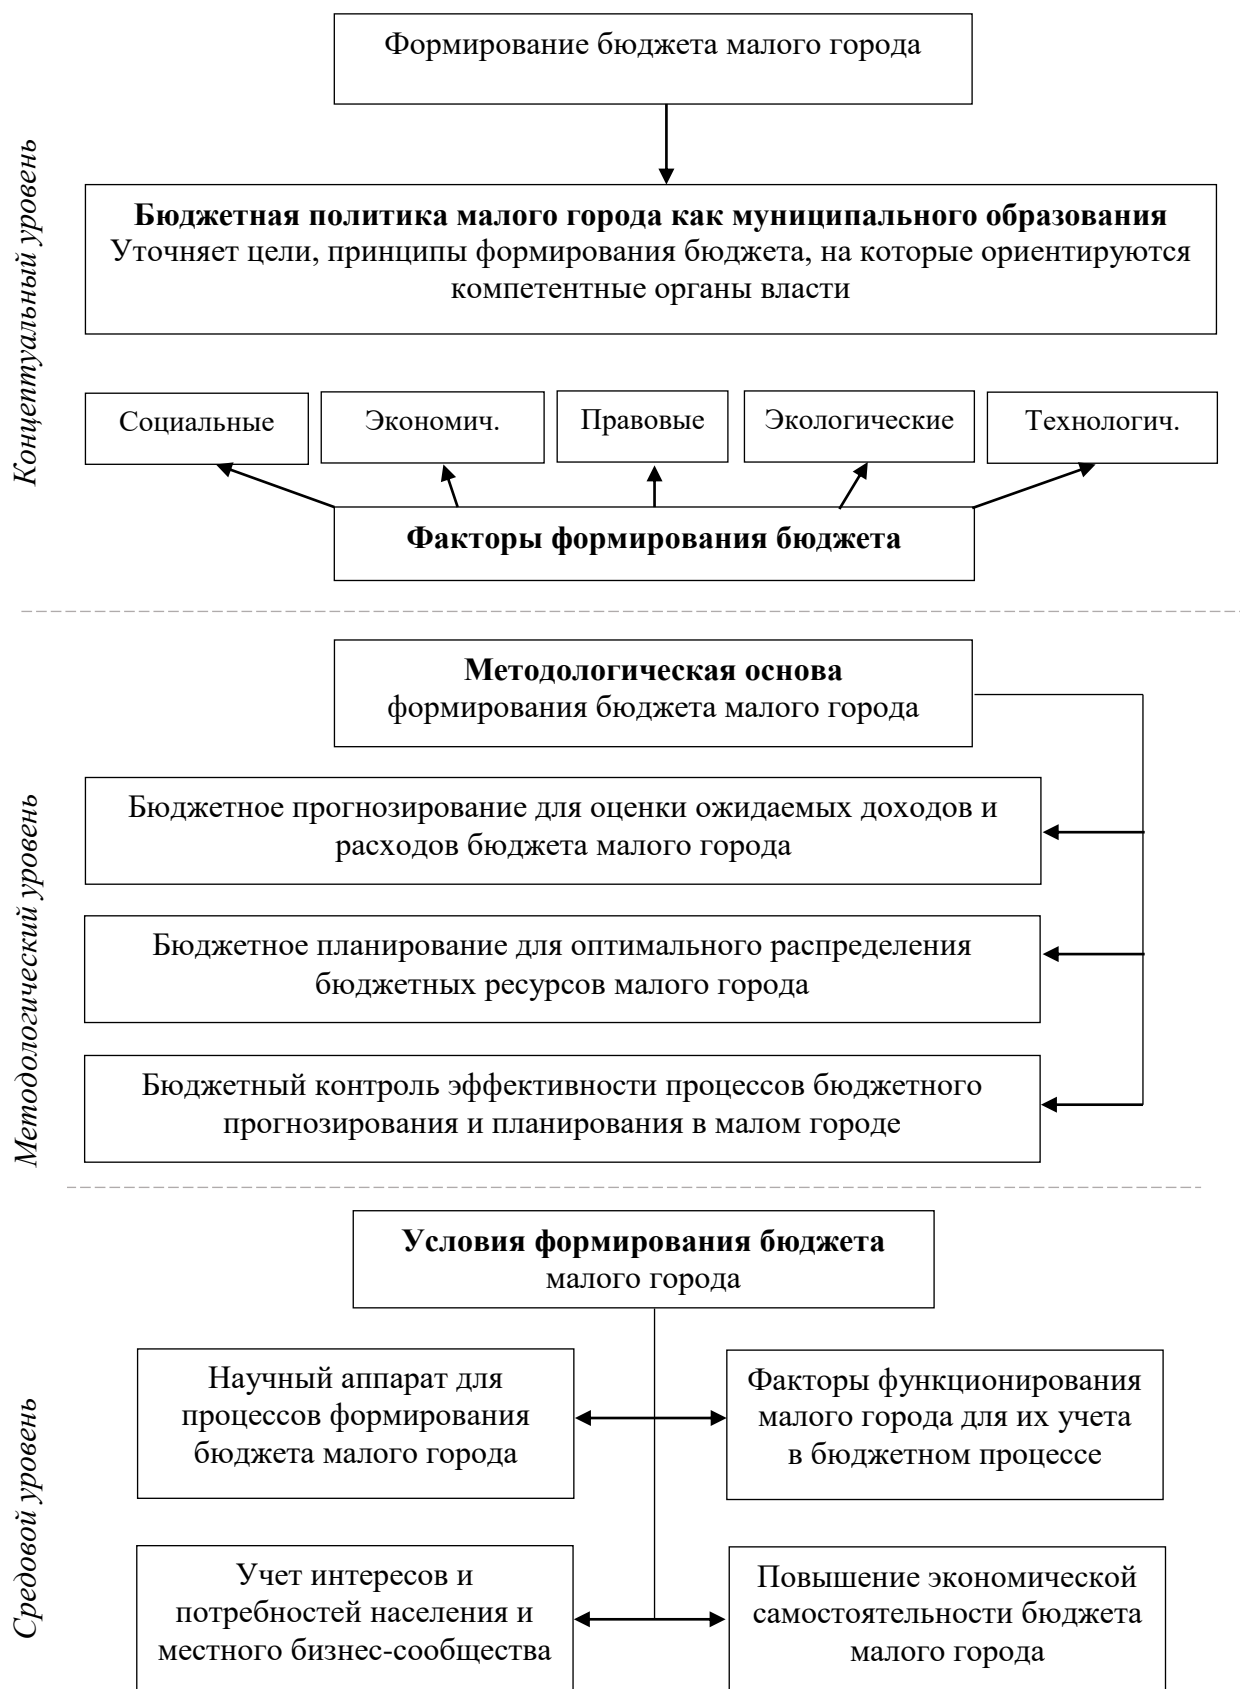 Формирование бюджета малого города
Концептуальный уровень
Бюджетная политика малого города как муниципального образования
Уточняет цели, принципы формирования бюджета, на которые ориентируются
компетентные органы власти
Социальные
Экономич.
Правовые
Экологические
Технологич.
Факторы формирования бюджета
Методологический уровень
Методологическая основа
формирования бюджета малого города
Бюджетное прогнозирование для оценки ожидаемых доходов и
расходов бюджета малого города
Бюджетное планирование для оптимального распределения
бюджетных ресурсов малого города
Бюджетный контроль эффективности процессов бюджетного
прогнозирования и планирования в малом городе
Средовой уровень
Условия формирования бюджета
малого города
Научный аппарат для
процессов формирования
бюджета малого города
Факторы функционирования
малого города для их учета
в бюджетном процессе
Учет интересов и
потребностей населения и
местного бизнес-сообщества
Повышение экономической
самостоятельности бюджета
малого города